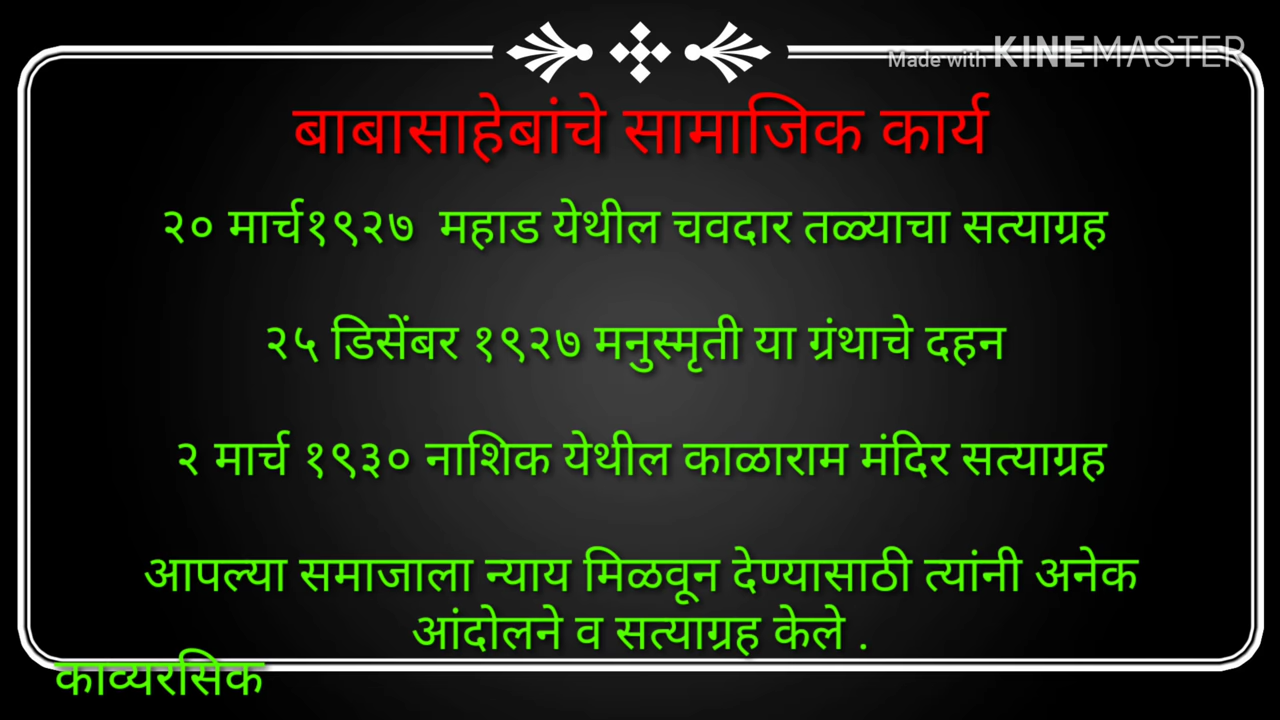 Made with KINEMASTER
बाबासाहेबांचे सामाजिक कार्य
२० मार्च१९२७ महाड येथील चवदार तळ्याचा सत्याग्रह
२५ डिसेंबर १९२७ मनुस्मृती या ग्रंथाचे दहन
२ मार्च १९३० नाशिक येथील काळाराम मंदिर सत्याग्रह
आपल्या समाजाला न्याय मिळवून देण्यासाठी त्यांनी अनेक
आंदोलने व सत्याग्रह केले .
काव्यरसिक